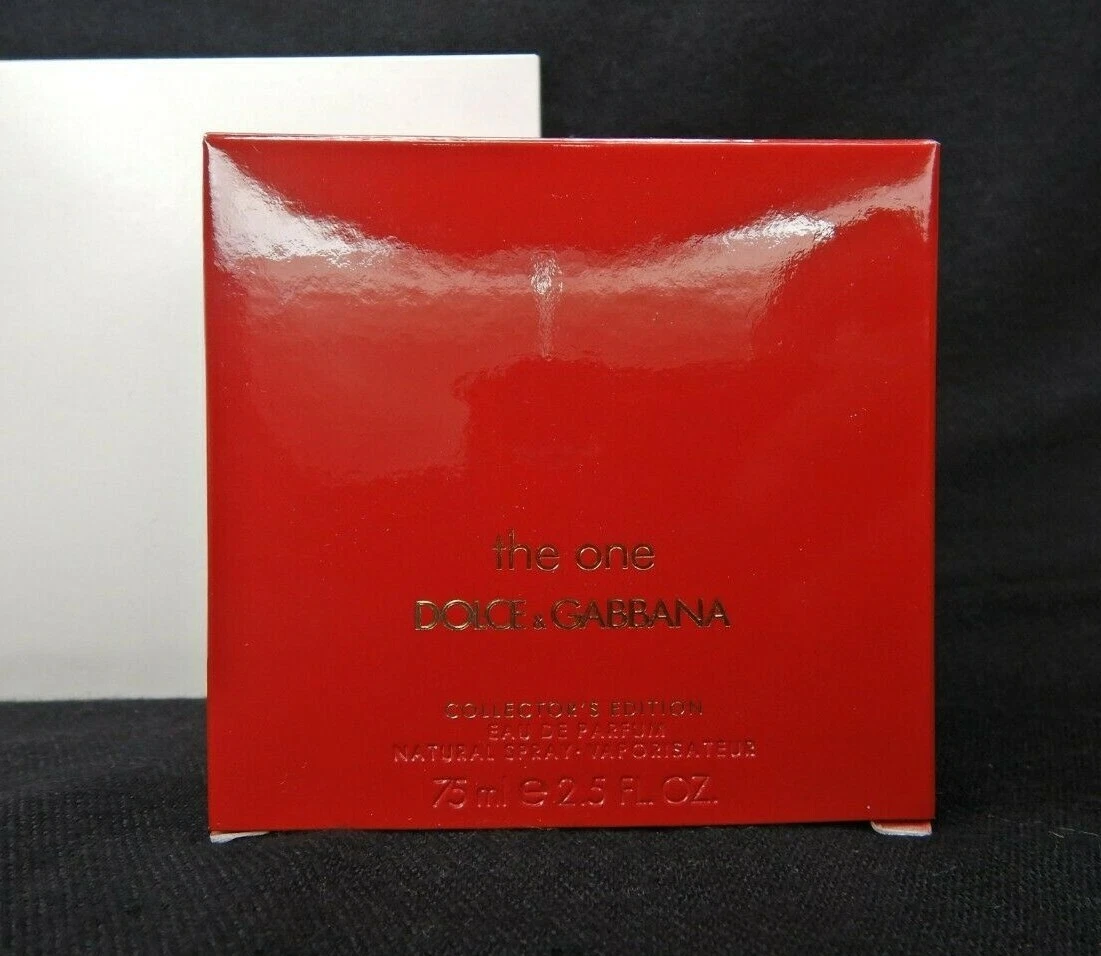 the one
DOLCE & GABBANA
COLLECTOR'S EDITION
EAU DE PARFUM
NATURAL SPRAY · VAPORISATEUR
75 ml e 2.5 FL. OZ.